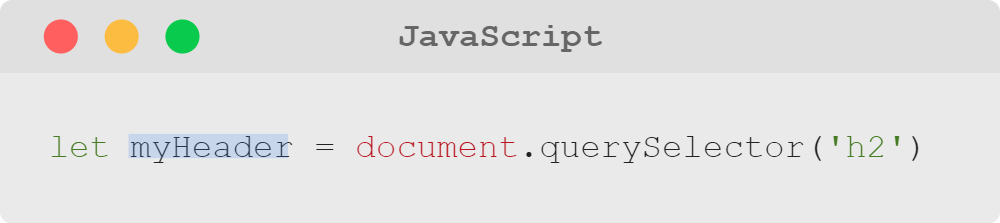 JavaScript
let myHeader = document.querySelector('h2')